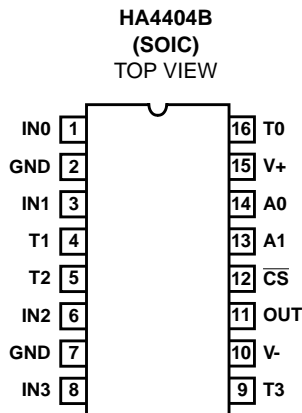 HA4404B
(SOIC)
TOP VIEW
IN0 1 16 T0
GND 2 15 V+
IN1 3 14 A0
T1 4 13 A1
T2 5 12 C̅S̅
IN2 6 11 OUT
GND 7 10 V-
IN3 8 9 T3